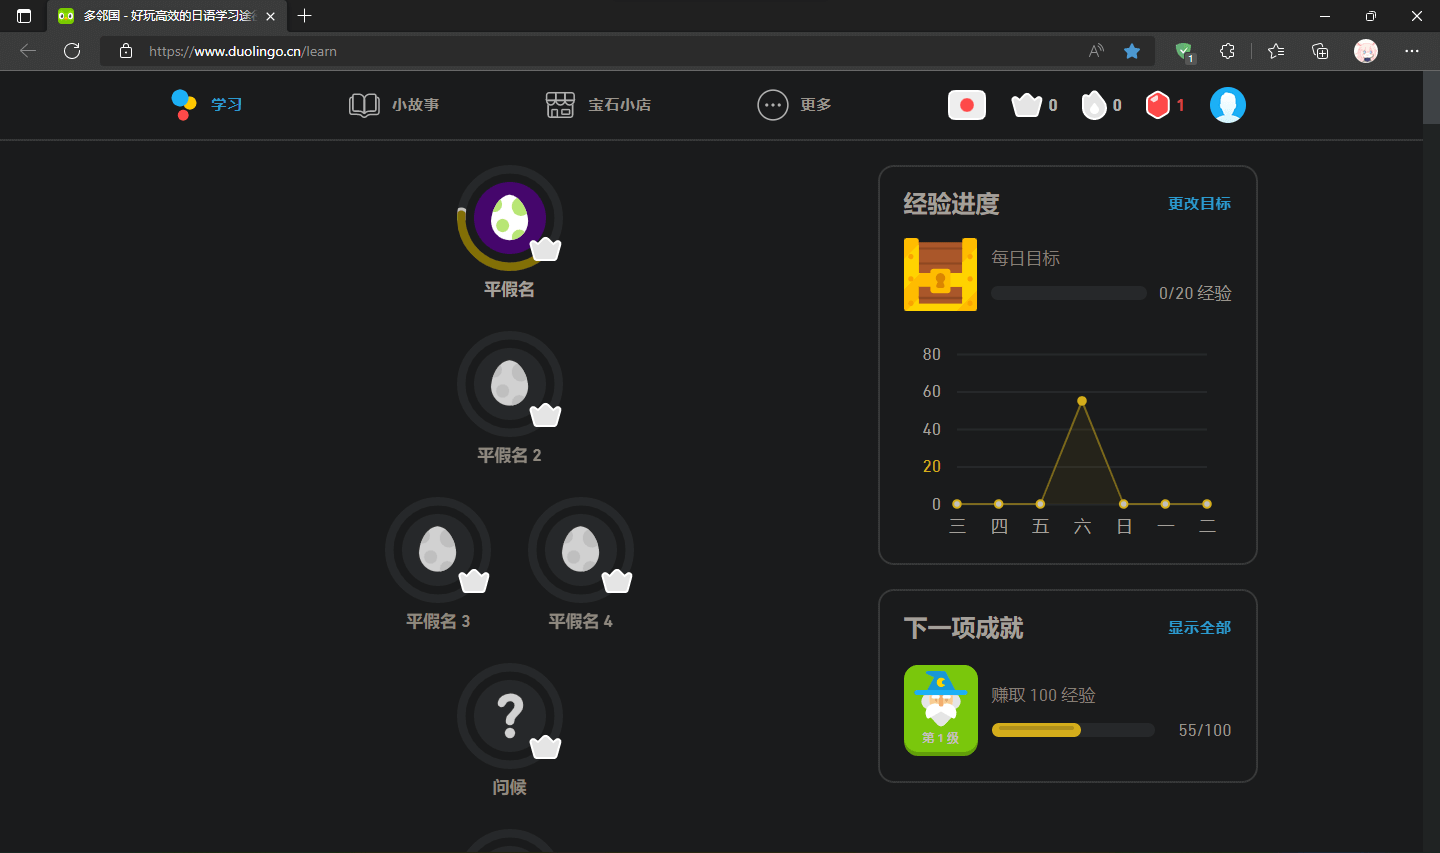 多邻国 - 好玩高效的日语学习途
https://www.duolingo.cn/learn
1
学习
小故事
宝石小店
更多
0
0
1
平假名
平假名 2
平假名 3
平假名 4
问候
经验进度
更改目标
每日目标
0/20 经验
80
60
40
20
0
三 四 五 六 日 一 二
下一项成就
显示全部
第 1 级
赚取 100 经验
55/100